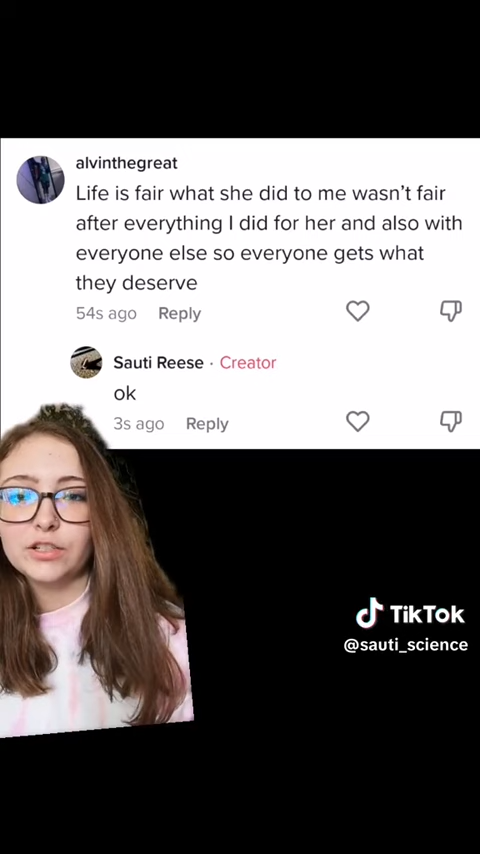 alvinthegreat
Life is fair what she did to me wasn't fair
after everything I did for her and also with
everyone else so everyone gets what
they deserve
54s ago Reply
Sauti Reese · Creator
ok
3s ago Reply
TikTok
@sauti_science